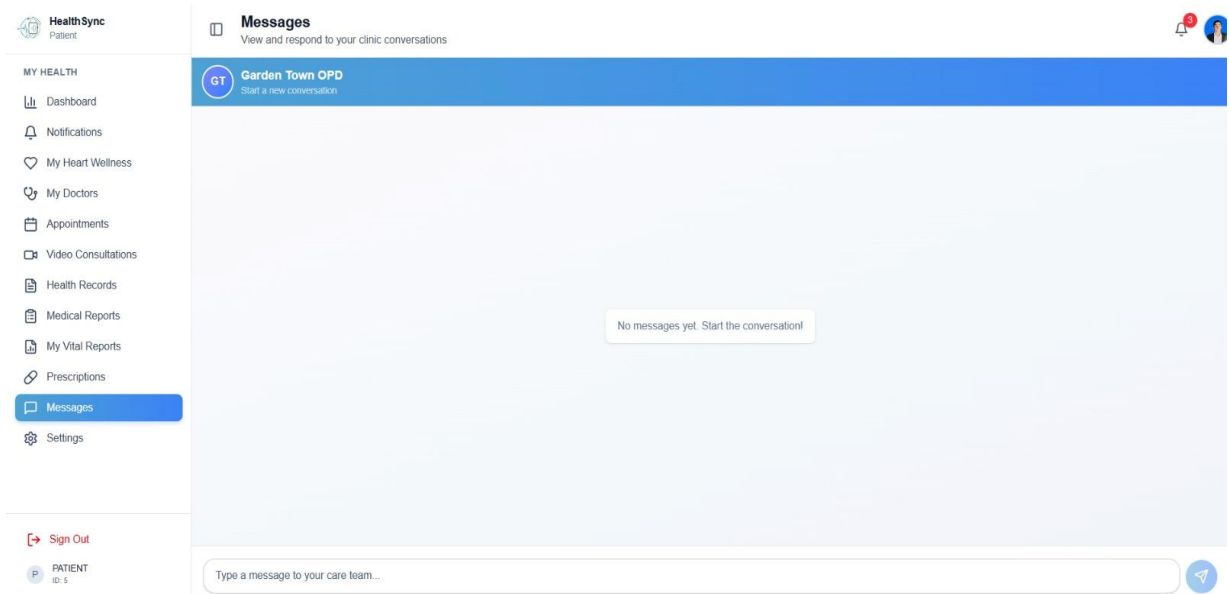 HealthSync
Patient
MY HEALTH
Dashboard
Notifications
My Heart Wellness
My Doctors
Appointments
Video Consultations
Health Records
Medical Reports
My Vital Reports
Prescriptions
Messages
Settings
Sign Out
P
PATIENT
ID: 5
Messages
View and respond to your clinic conversations
3
GT
Garden Town OPD
Start a new conversation
No messages yet. Start the conversation!
Type a message to your care team...